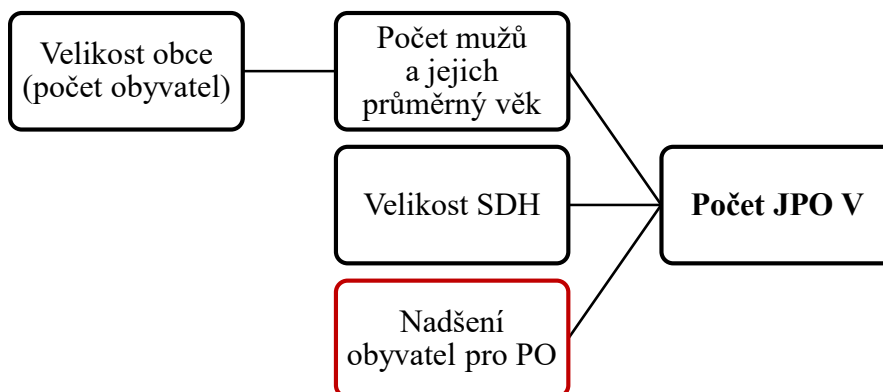 Velikost obce
(počet obyvatel)
Počet mužů
a jejich
průměrný věk
Velikost SDH
Počet JPO V
Nadšení
obyvatel pro PO